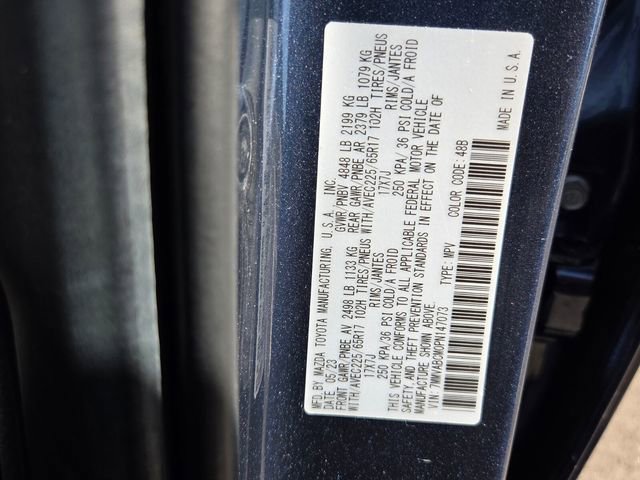 MFD. BY MAZDA TOYOTA MANUFACTURING, U.S.A., INC.
DATE 05/23 GVWR/PNBV 4848 LB 2199 KG
FRONT GAWR/PNBE AV 2498 LB 1133 KG REAR GAWR/PNBE AR 2379 LB 1079 KG
WITH/AVEC225/65R17 102H TIRES/PNEUS WITH/AVEC225/65R17 102H TIRES/PNEUS
17X7J RIMS/JANTES 17X7J RIMS/JANTES
250 KPA/36 PSI COLD/A FROID 250 KPA/36 PSI COLD/A FROID
THIS VEHICLE CONFORMS TO ALL APPLICABLE FEDERAL MOTOR VEHICLE
SAFETY AND THEFT PREVENTION STANDARDS IN EFFECT ON THE DATE OF
MANUFACTURE SHOWN ABOVE.
VIN: 7MMVABCM0PN147073 TYPE: MPV COLOR CODE: 48B
MADE IN U.S.A.